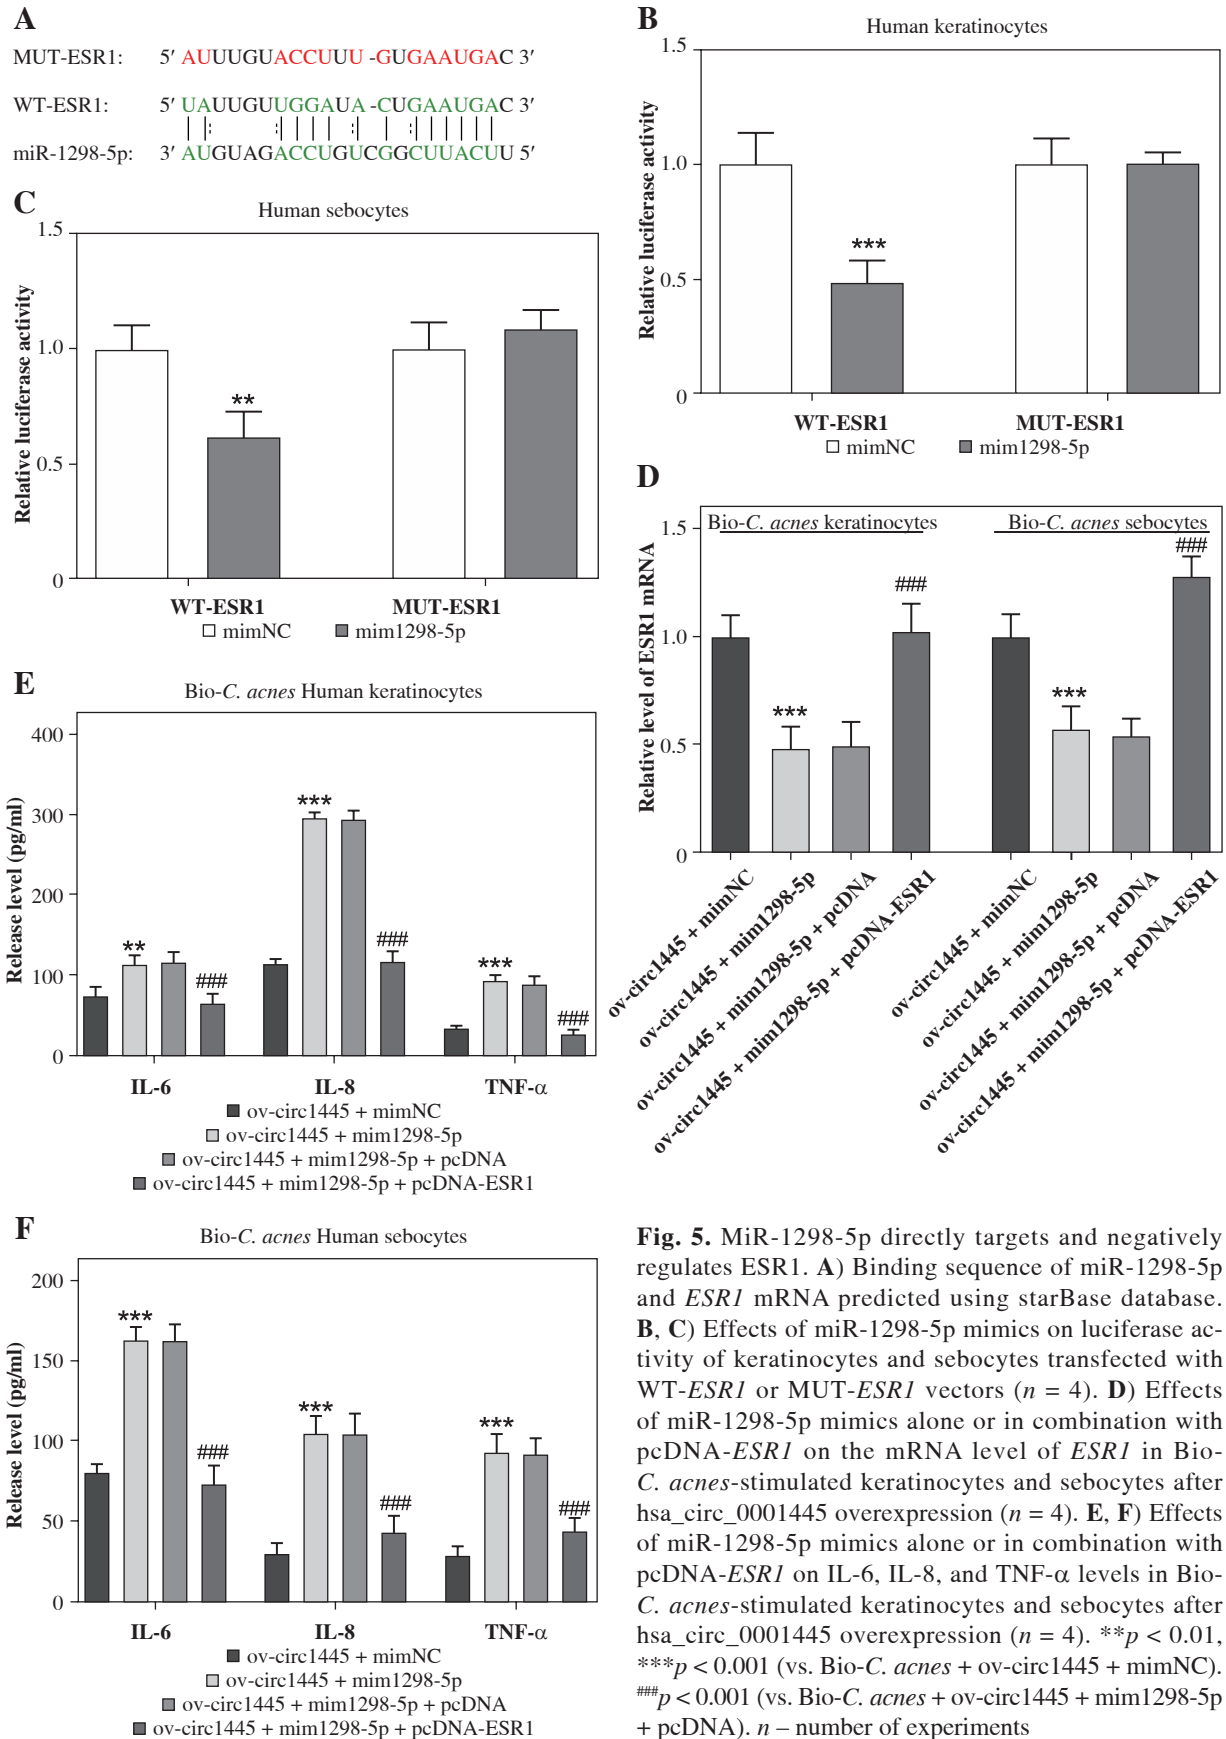 A
MUT-ESR1: 5′ AUUUGUACCUUU -GUGAAUGAC 3′
WT-ESR1: 5′ UAUUGUUGGAUA -CUGAAUGAC 3′
miR-1298-5p: 3′ AUGUAGACCUGUCGGCUUACUU 5′
B
Human keratinocytes
Relative luciferase activity
1.5
1.0
0.5
0
***
WT-ESR1 MUT-ESR1
mimNC mim1298-5p
C
Human sebocytes
Relative luciferase activity
1.5
1.0
0.5
0
**
WT-ESR1 MUT-ESR1
mimNC mim1298-5p
D
Relative level of ESR1 mRNA
1.5
1.0
0.5
0
Bio-C. acnes keratinocytes Bio-C. acnes sebocytes
*** ### *** ###
ov-circ1445 + mimNC
ov-circ1445 + mim1298-5p
ov-circ1445 + mim1298-5p + pcDNA
ov-circ1445 + mim1298-5p + pcDNA-ESR1
ov-circ1445 + mimNC
ov-circ1445 + mim1298-5p
ov-circ1445 + mim1298-5p + pcDNA
ov-circ1445 + mim1298-5p + pcDNA-ESR1
E
Bio-C. acnes Human keratinocytes
Release level (pg/ml)
400
300
200
100
0
** ### *** ### *** ###
IL-6 IL-8 TNF-α
ov-circ1445 + mimNC
ov-circ1445 + mim1298-5p
ov-circ1445 + mim1298-5p + pcDNA
ov-circ1445 + mim1298-5p + pcDNA-ESR1
F
Bio-C. acnes Human sebocytes
Release level (pg/ml)
200
150
100
50
0
*** ### *** ### *** ###
IL-6 IL-8 TNF-α
ov-circ1445 + mimNC
ov-circ1445 + mim1298-5p
ov-circ1445 + mim1298-5p + pcDNA
ov-circ1445 + mim1298-5p + pcDNA-ESR1
Fig. 5. MiR-1298-5p directly targets and negatively
regulates ESR1. A) Binding sequence of miR-1298-5p
and ESR1 mRNA predicted using starBase database.
B, C) Effects of miR-1298-5p mimics on luciferase ac-
tivity of keratinocytes and sebocytes transfected with
WT-ESR1 or MUT-ESR1 vectors (n = 4). D) Effects
of miR-1298-5p mimics alone or in combination with
pcDNA-ESR1 on the mRNA level of ESR1 in Bio-
C. acnes-stimulated keratinocytes and sebocytes after
hsa_circ_0001445 overexpression (n = 4). E, F) Effects
of miR-1298-5p mimics alone or in combination with
pcDNA-ESR1 on IL-6, IL-8, and TNF-α levels in Bio-
C. acnes-stimulated keratinocytes and sebocytes after
hsa_circ_0001445 overexpression (n = 4). **p < 0.01,
***p < 0.001 (vs. Bio-C. acnes + ov-circ1445 + mimNC).
###p < 0.001 (vs. Bio-C. acnes + ov-circ1445 + mim1298-5p
+ pcDNA). n – number of experiments